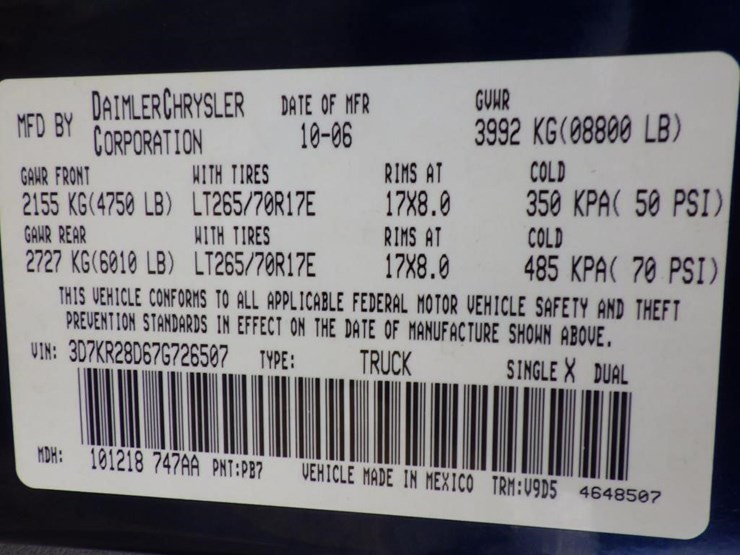 MFD BY DAIMLERCHRYSLER CORPORATION DATE OF MFR 10-06 GVWR 3992 KG(08800 LB)
GAWR FRONT WITH TIRES RIMS AT COLD
2155 KG(4750 LB) LT265/70R17E 17X8.0 350 KPA( 50 PSI)
GAWR REAR WITH TIRES RIMS AT COLD
2727 KG(6010 LB) LT265/70R17E 17X8.0 485 KPA( 70 PSI)
THIS VEHICLE CONFORMS TO ALL APPLICABLE FEDERAL MOTOR VEHICLE SAFETY AND THEFT
PREVENTION STANDARDS IN EFFECT ON THE DATE OF MANUFACTURE SHOWN ABOVE.
VIN: 3D7KR28D67G726507 TYPE: TRUCK SINGLE X DUAL
MDH: 101218 747AA PNT:PB7 VEHICLE MADE IN MEXICO TRM:V9D5 4648507